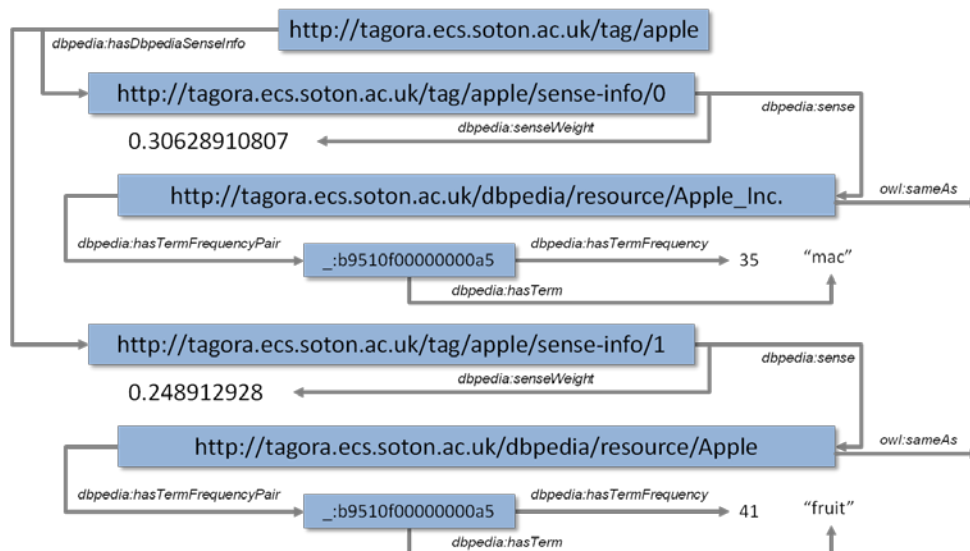 http://tagora.ecs.soton.ac.uk/tag/apple
dbpedia:hasDbpediaSenseInfo
http://tagora.ecs.soton.ac.uk/tag/apple/sense-info/0
dbpedia:sense
dbpedia:senseWeight
0.30628910807
http://tagora.ecs.soton.ac.uk/dbpedia/resource/Apple_Inc.
owl:sameAs
dbpedia:hasTermFrequencyPair
_:b9510f00000000a5
dbpedia:hasTermFrequency
35
"mac"
dbpedia:hasTerm
http://tagora.ecs.soton.ac.uk/tag/apple/sense-info/1
dbpedia:sense
dbpedia:senseWeight
0.248912928
http://tagora.ecs.soton.ac.uk/dbpedia/resource/Apple
owl:sameAs
dbpedia:hasTermFrequencyPair
_:b9510f00000000a5
dbpedia:hasTermFrequency
41
"fruit"
dbpedia:hasTerm